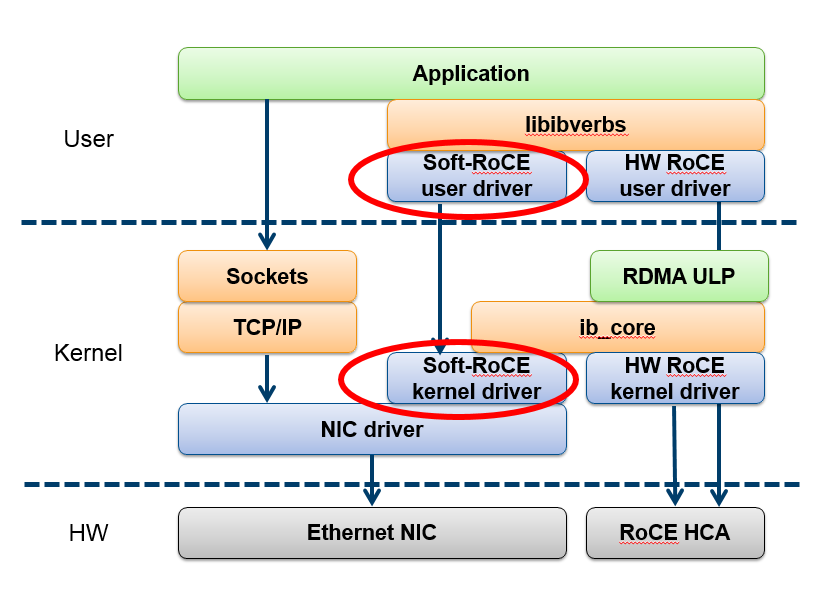 Application
User
libibverbs
Soft-RoCE
user driver
HW RoCE
user driver
Sockets
RDMA ULP
TCP/IP
ib_core
Kernel
Soft-RoCE
kernel driver
HW RoCE
kernel driver
NIC driver
HW
Ethernet NIC
RoCE HCA